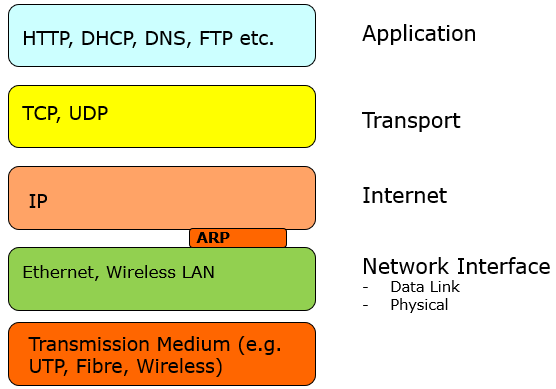 HTTP, DHCP, DNS, FTP etc.
Application
TCP, UDP
Transport
IP
Internet
ARP
Ethernet, Wireless LAN
Network Interface
- Data Link
- Physical
Transmission Medium (e.g.
UTP, Fibre, Wireless)